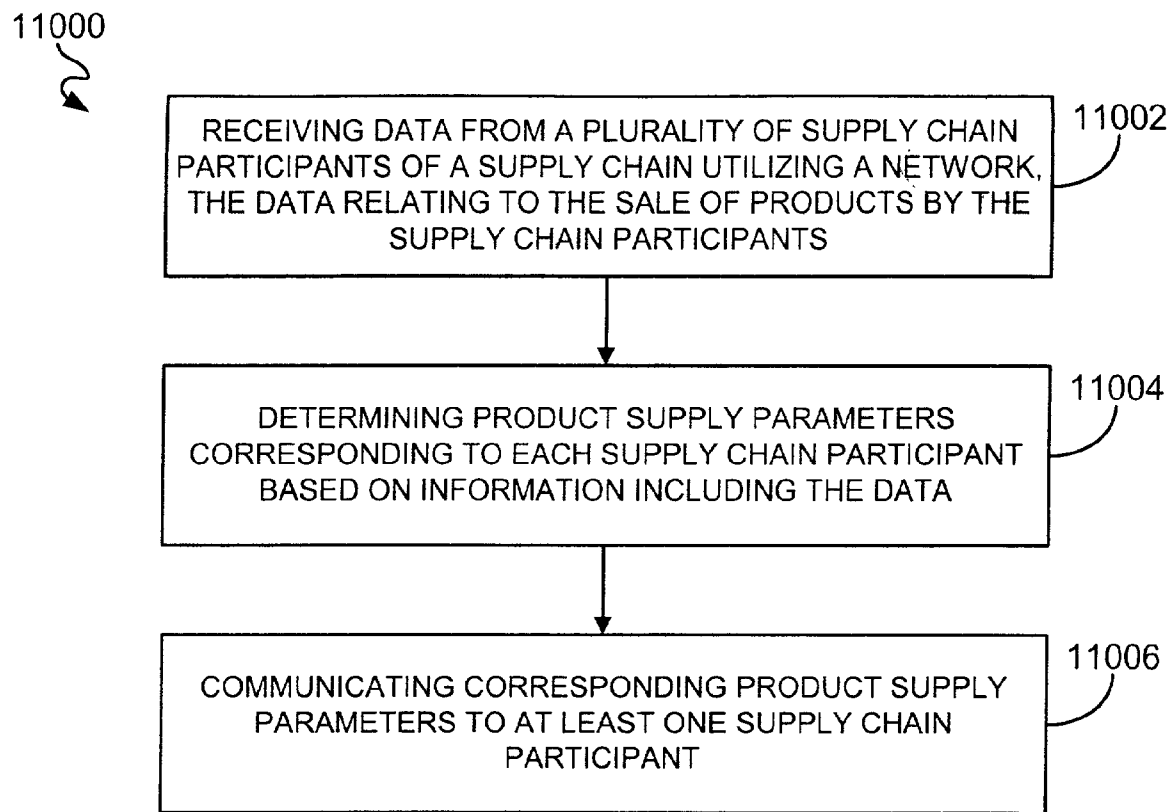 11000
RECEIVING DATA FROM A PLURALITY OF SUPPLY CHAIN
PARTICIPANTS OF A SUPPLY CHAIN UTILIZING A NETWORK,
THE DATA RELATING TO THE SALE OF PRODUCTS BY THE
SUPPLY CHAIN PARTICIPANTS
11002
DETERMINING PRODUCT SUPPLY PARAMETERS
CORRESPONDING TO EACH SUPPLY CHAIN PARTICIPANT
BASED ON INFORMATION INCLUDING THE DATA
11004
COMMUNICATING CORRESPONDING PRODUCT SUPPLY
PARAMETERS TO AT LEAST ONE SUPPLY CHAIN
PARTICIPANT
11006